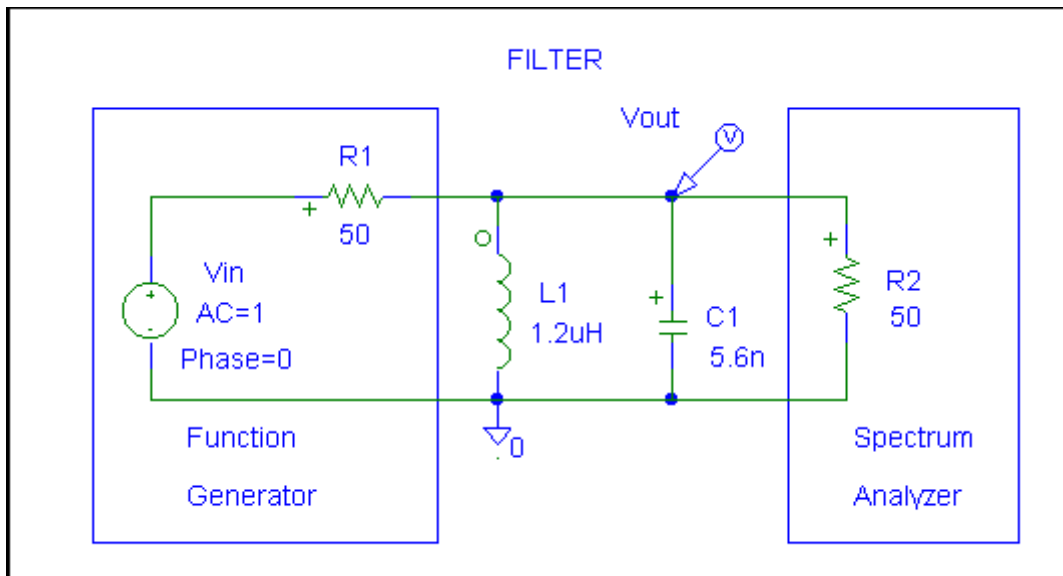 FILTER
Vout
V
R1
+
50
Vin
AC=1
Phase=0
+
-
L1
1.2uH
+
C1
5.6n
+
R2
50
0
Function
Generator
Spectrum
Analyzer